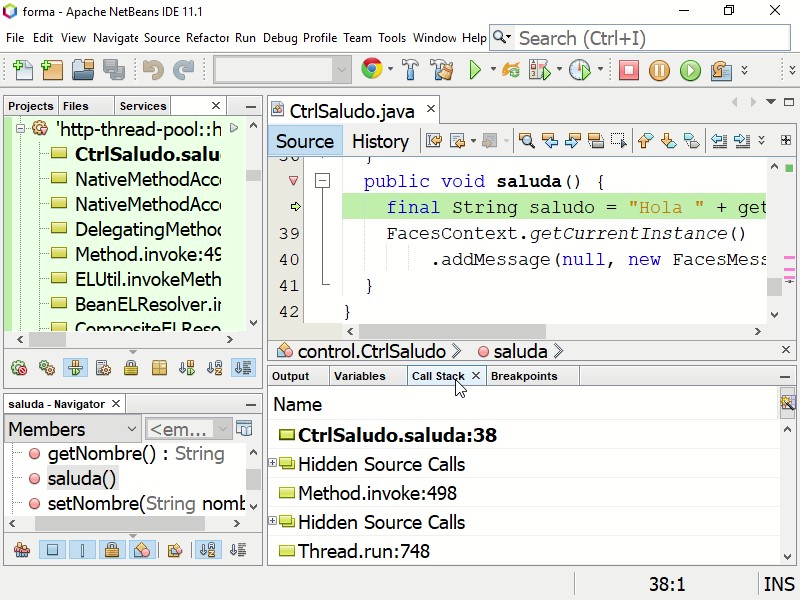 forma - Apache NetBeans IDE 11.1
File Edit View Navigate Source Refactor Run Debug Profile Team Tools Window Help
Search (Ctrl+I)
Projects Files Services
'http-thread-pool::h
CtrlSaludo.salu
NativeMethodAcc
NativeMethodAcc
DelegatingMetho
Method.invoke:49
ELUtil.invokeMeth
BeanELResolver.in
CompositeELReso
saluda - Navigator
Members <em...
getNombre() : String
saluda()
setNombre(String nomb
CtrlSaludo.java
Source History
}
public void saluda() {
final String saludo = "Hola " + get
39 FacesContext.getCurrentInstance()
40 .addMessage(null, new FacesMess
41 }
42 }
control.CtrlSaludo saluda
Output Variables Call Stack Breakpoints
Name
CtrlSaludo.saluda:38
Hidden Source Calls
Method.invoke:498
Hidden Source Calls
Thread.run:748
38:1 INS